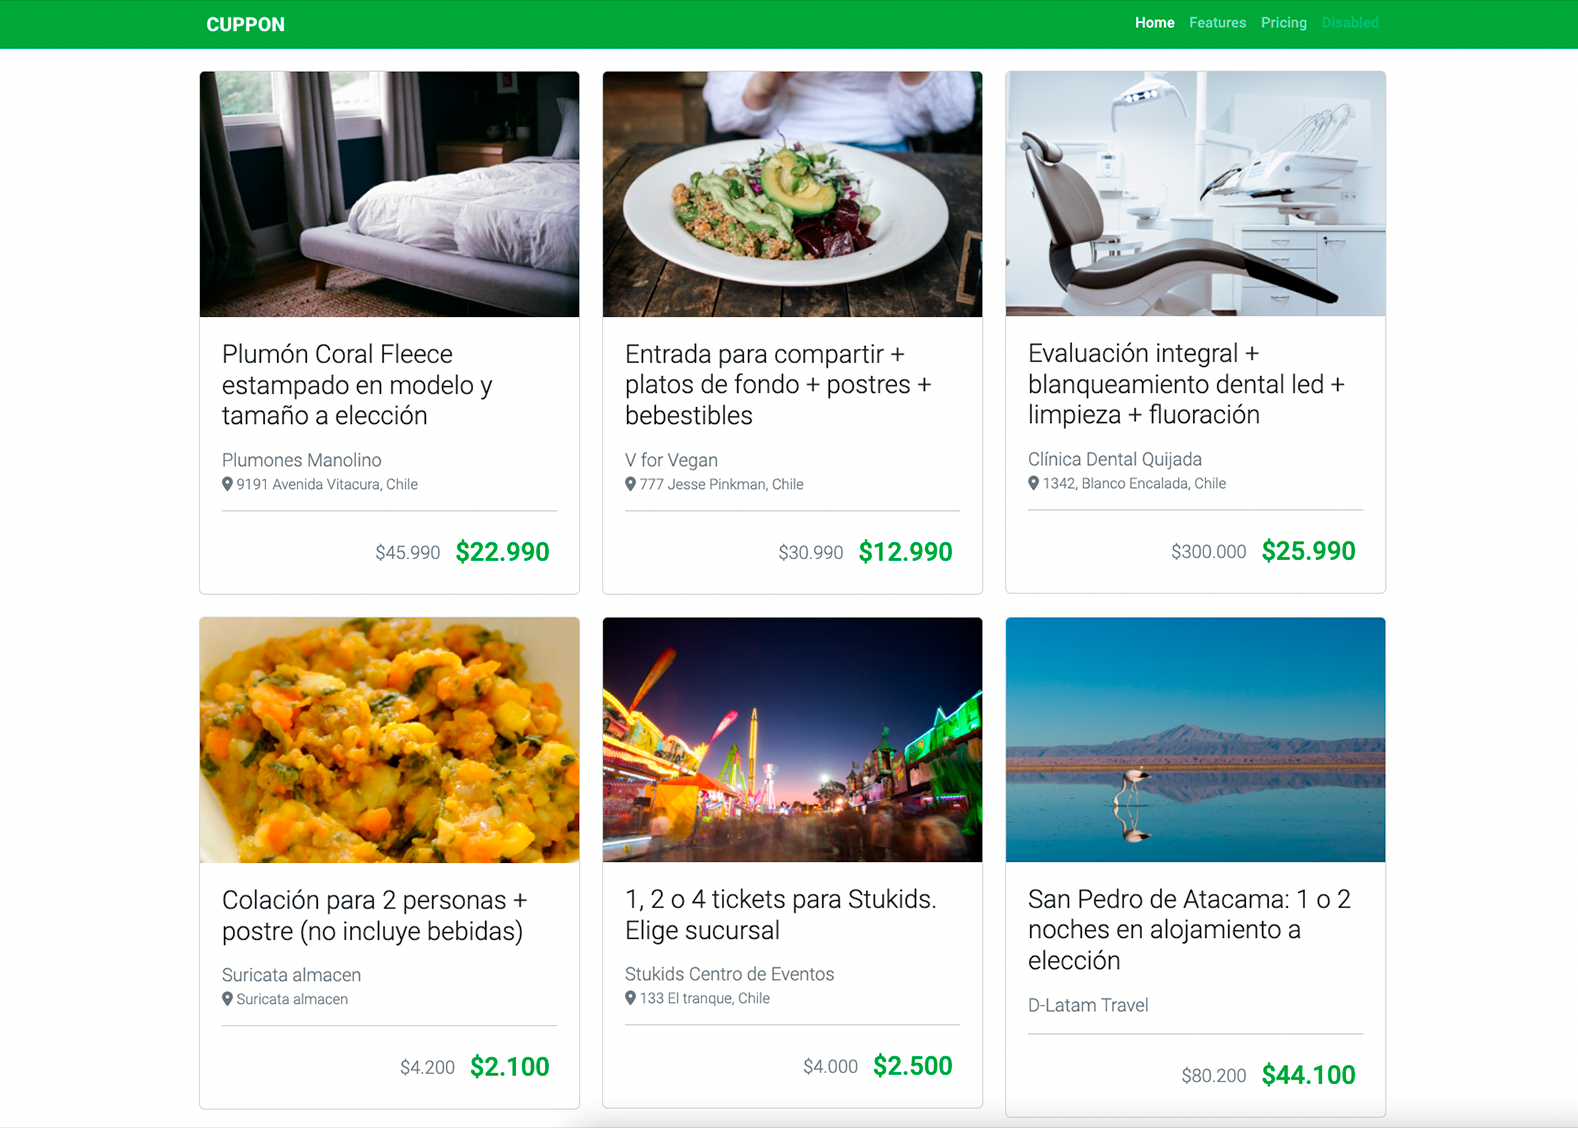 CUPPON
Home Features Pricing Disabled
Plumón Coral Fleece
estampado en modelo y
tamaño a elección
Plumones Manolino
9191 Avenida Vitacura, Chile
$45.990 $22.990
Entrada para compartir +
platos de fondo + postres +
bebestibles
V for Vegan
777 Jesse Pinkman, Chile
$30.990 $12.990
Evaluación integral +
blanqueamiento dental led +
limpieza + fluoración
Clínica Dental Quijada
1342, Blanco Encalada, Chile
$300.000 $25.990
Colación para 2 personas +
postre (no incluye bebidas)
Suricata almacen
Suricata almacen
$4.200 $2.100
1, 2 o 4 tickets para Stukids.
Elige sucursal
Stukids Centro de Eventos
133 El tranque, Chile
$4.000 $2.500
San Pedro de Atacama: 1 o 2
noches en alojamiento a
elección
D-Latam Travel
$80.200 $44.100